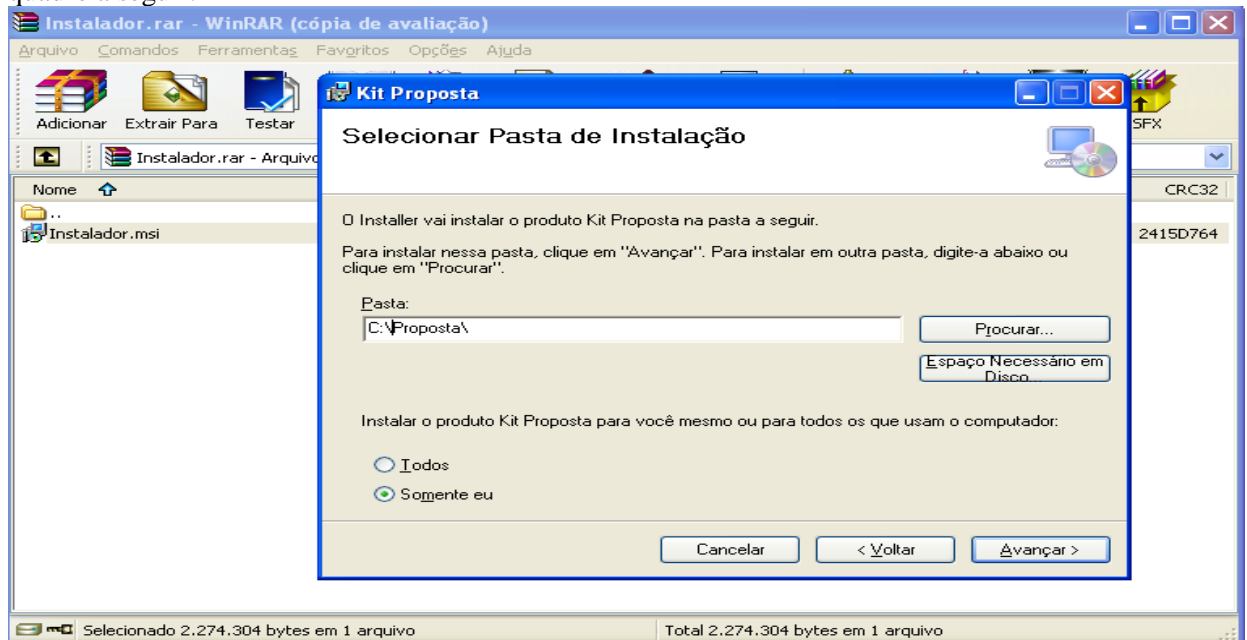 Instalador.rar - WinRAR (cópia de avaliação)
Arquivo Comandos Ferramentas Favoritos Opções Ajuda
Adicionar Extrair Para Testar SFX
Instalador.rar - Arquivo
Nome CRC32
..
Instalador.msi 2415D764
Kit Proposta
Selecionar Pasta de Instalação
O Installer vai instalar o produto Kit Proposta na pasta a seguir.
Para instalar nessa pasta, clique em "Avançar". Para instalar em outra pasta, digite-a abaixo ou
clique em "Procurar".
Pasta:
C:\Proposta\
Procurar...
Espaço Necessário em
Disco...
Instalar o produto Kit Proposta para você mesmo ou para todos os que usam o computador:
Todos
Somente eu
Cancelar < Voltar Avançar >
Selecionado 2.274.304 bytes em 1 arquivo Total 2.274.304 bytes em 1 arquivo